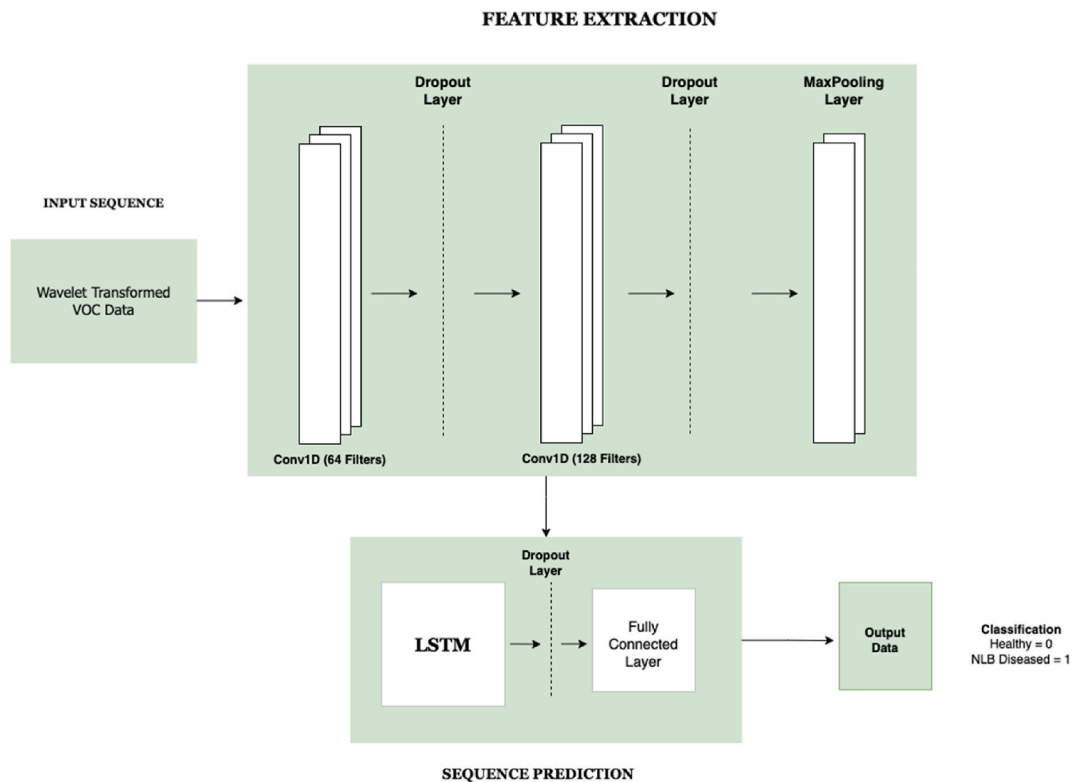 FEATURE EXTRACTION
Dropout
Layer
Dropout
Layer
MaxPooling
Layer
INPUT SEQUENCE
Wavelet Transformed
VOC Data
Conv1D (64 Filters)
Conv1D (128 Filters)
Dropout
Layer
LSTM
Fully
Connected
Layer
Output
Data
Classification
Healthy = 0
NLB Diseased = 1
SEQUENCE PREDICTION